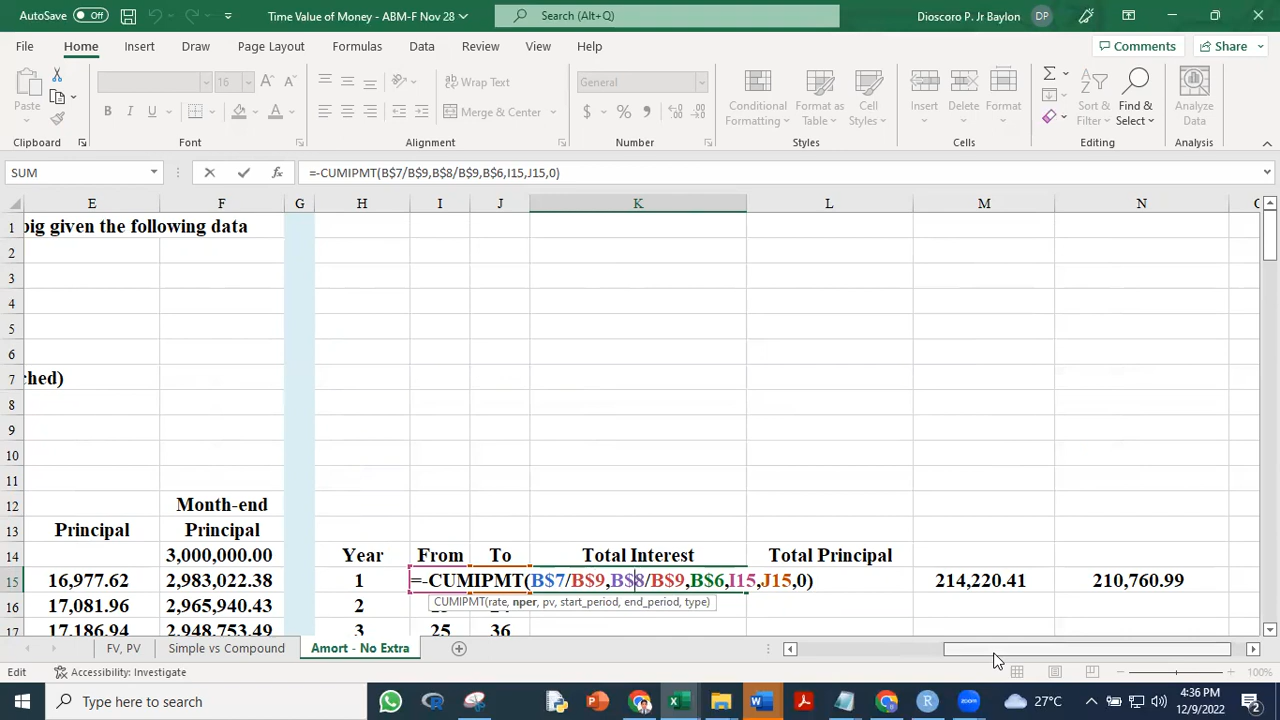 AutoSave Off Time Value of Money - ABM-F Nov 28 Search (Alt+Q) Dioscoro P. Jr Baylon DP
File Home Insert Draw Page Layout Formulas Data Review View Help Comments Share
Paste B I U 16 A A ab Wrap Text Merge & Center General $ % Conditional Formatting Format as Table Cell Styles Insert Delete Format Sort & Filter Find & Select Analyze Data
Clipboard Font Alignment Number Styles Cells Editing Analysis
SUM fx =-CUMIPMT(B$7/B$9,B$8/B$9,B$6,I15,J15,0)
E F G H I J K L M N
1 big given the following data
2
3
4
5
6
7 ched)
8
9
10
11
12 Month-end
13 Principal Principal
14 3,000,000.00 Year From To Total Interest Total Principal
15 16,977.62 2,983,022.38 1 =-CUMIPMT(B$7/B$9,B$8/B$9,B$6,I15,J15,0) 214,220.41 210,760.99
CUMIPMT(rate, nper, pv, start_period, end_period, type)
16 17,081.96 2,965,940.43 2
17 17,186.94 2,948,753.49 3 25 36
FV, PV Simple vs Compound Amort - No Extra
Edit Accessibility: Investigate 100%
Type here to search 27°C 4:36 PM
12/9/2022 2